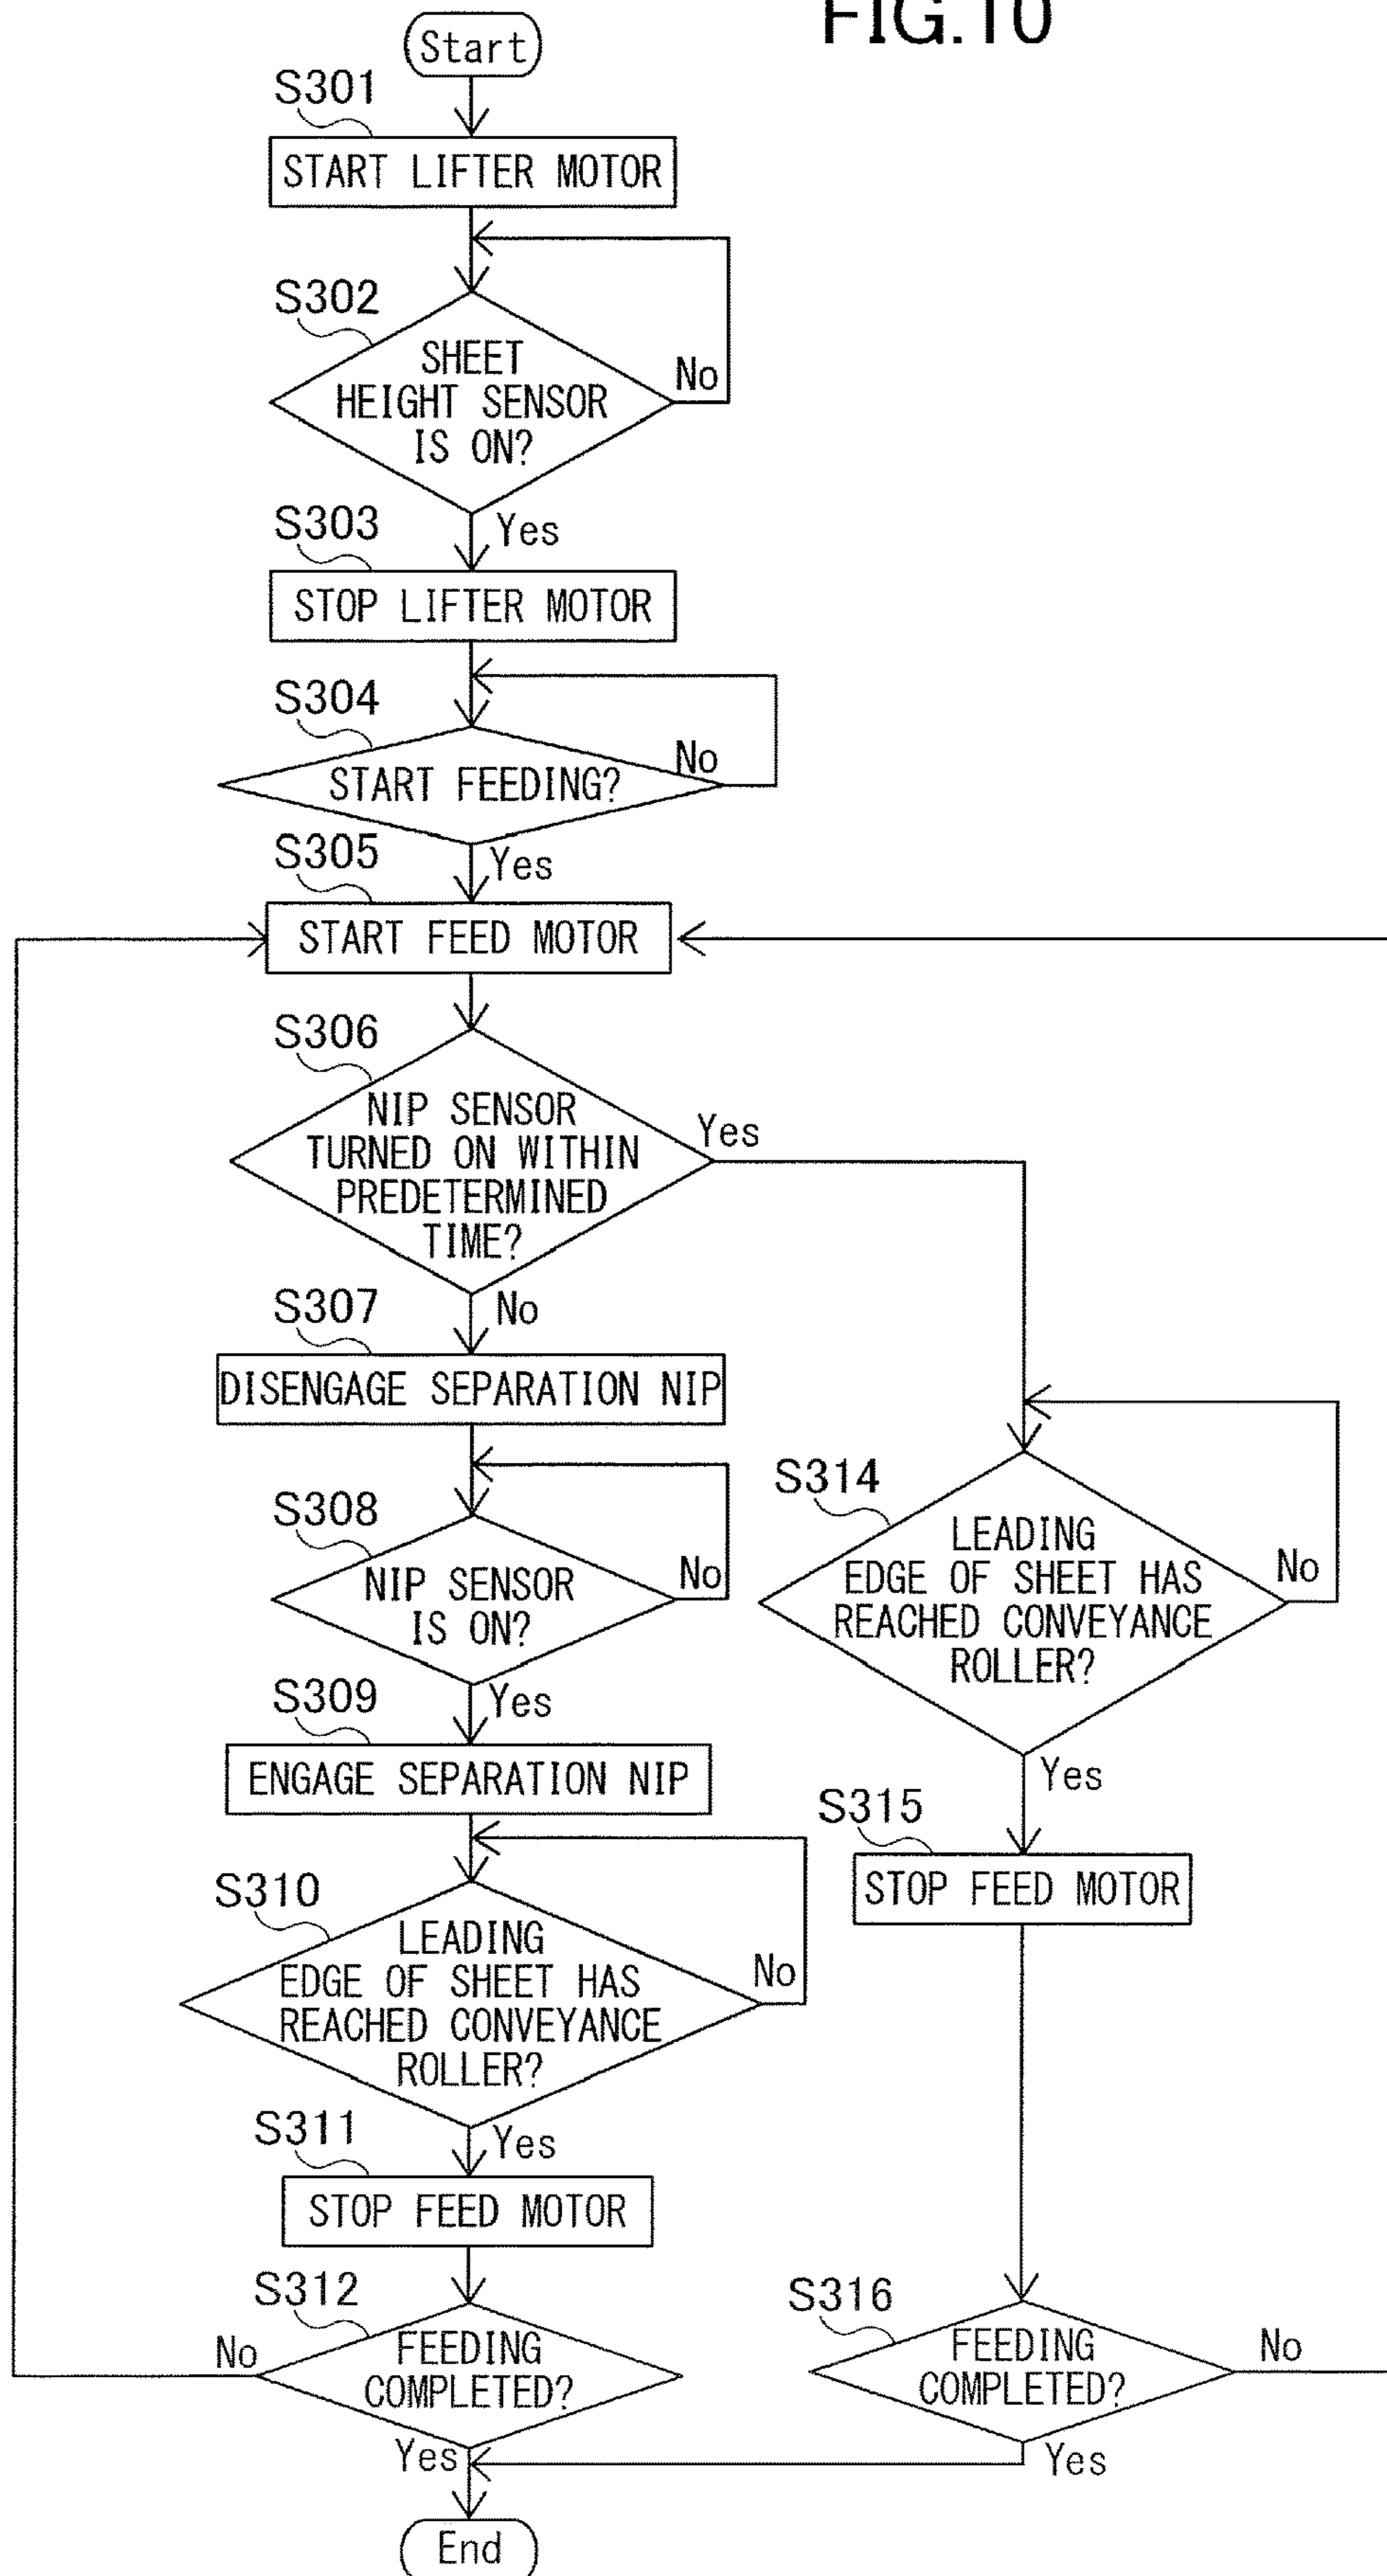 FIG.10
Start
S301
START LIFTER MOTOR
S302
SHEET
HEIGHT SENSOR
IS ON?
No
Yes
S303
STOP LIFTER MOTOR
S304
START FEEDING?
No
Yes
S305
START FEED MOTOR
S306
NIP SENSOR
TURNED ON WITHIN
PREDETERMINED
TIME?
Yes
No
S307
DISENGAGE SEPARATION NIP
S308
NIP SENSOR
IS ON?
No
Yes
S309
ENGAGE SEPARATION NIP
S310
LEADING
EDGE OF SHEET HAS
REACHED CONVEYANCE
ROLLER?
No
Yes
S311
STOP FEED MOTOR
S312
FEEDING
COMPLETED?
No
Yes
S314
LEADING
EDGE OF SHEET HAS
REACHED CONVEYANCE
ROLLER?
No
Yes
S315
STOP FEED MOTOR
S316
FEEDING
COMPLETED?
No
Yes
End